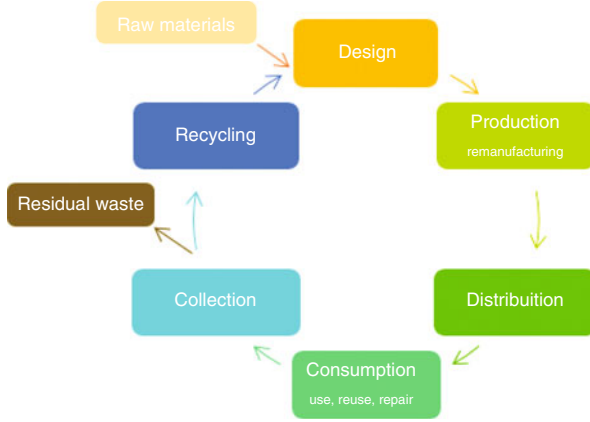 Raw materials
Design
Production
remanufacturing
Distribuition
Consumption
use, reuse, repair
Collection
Residual waste
Recycling